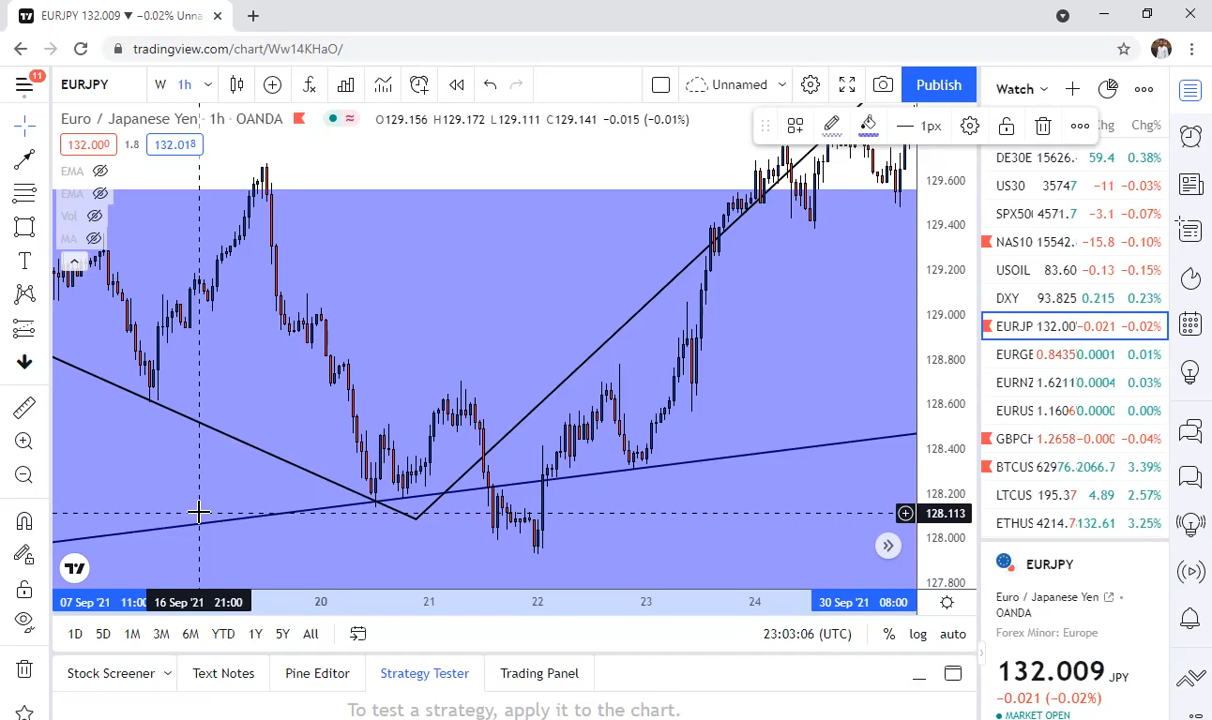 EURJPY 132.009 ▼ −0.02% Unna
tradingview.com/chart/Ww14KHaO/
11
EURJPY W 1h Unnamed Publish Watch
Euro / Japanese Yen · 1h · OANDA O129.156 H129.172 L129.111 C129.141 −0.015 (−0.01%)
1px
Chg Chg%
132.000 1.8 132.018
EMA
EMA
Vol
MA
129.600
129.400
129.200
129.000
128.800
128.600
128.400
128.200
128.113
128.000
127.800
DE30E 15626. 59.4 0.38%
US30 35747 −11 −0.03%
SPX50 4571.7 −3.1 −0.07%
NAS10 15542. −15.8 −0.10%
USOIL 83.60 −0.13 −0.15%
DXY 93.825 0.215 0.23%
EURJP 132.00 −0.021 −0.02%
EURGE 0.8435 0.0001 0.01%
EURNZ 1.6211 0.0004 0.03%
EURUS 1.1606 0.0000 0.00%
GBPCH 1.2658 −0.000 −0.04%
BTCUS 62976. 2066.7 3.39%
LTCUS 195.37 4.89 2.57%
ETHUS 4214.7 132.61 3.25%
07 Sep '21 11:00 16 Sep '21 21:00 20 21 22 23 24 30 Sep '21 08:00
1D 5D 1M 3M 6M YTD 1Y 5Y All 23:03:06 (UTC) % log auto
Stock Screener Text Notes Pine Editor Strategy Tester Trading Panel
To test a strategy, apply it to the chart.
EURJPY
Euro / Japanese Yen •
OANDA
Forex Minor: Europe
132.009 JPY
−0.021 (−0.02%)
MARKET OPEN